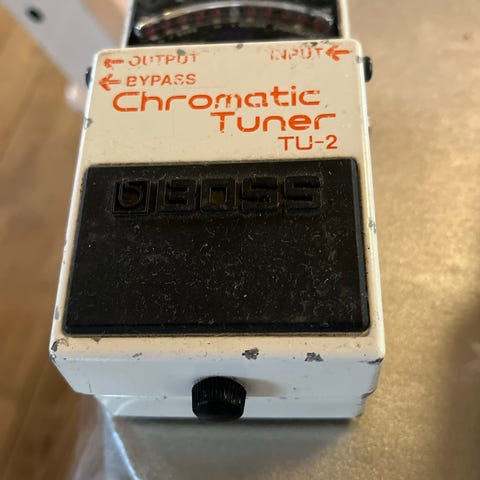 ← OUTPUT INPUT ←
← BYPASS
Chromatic
Tuner
TU-2
BOSS